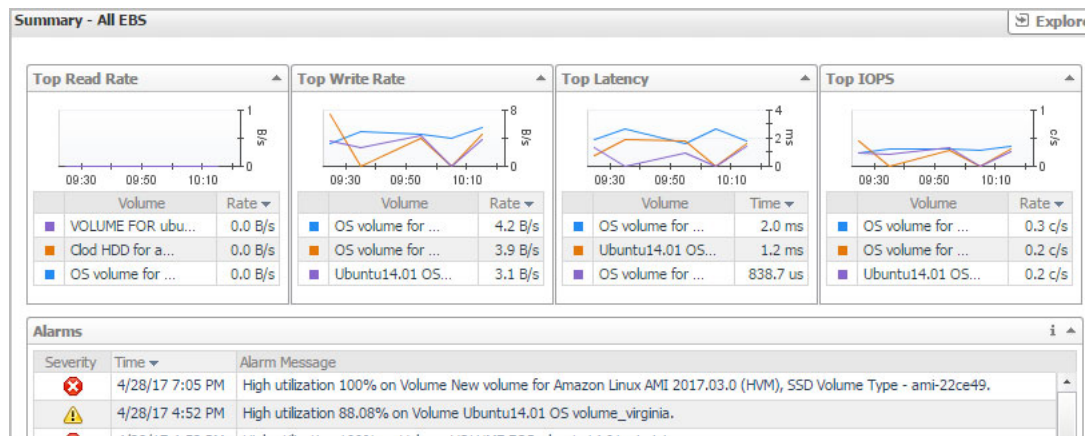 Summary - All EBS
Explore
Top Read Rate
1
B/s
0
09:30 09:50 10:10
Volume Rate
VOLUME FOR ubu... 0.0 B/s
Clod HDD for a... 0.0 B/s
OS volume for ... 0.0 B/s
Top Write Rate
8
B/s
0
09:30 09:50 10:10
Volume Rate
OS volume for ... 4.2 B/s
OS volume for ... 3.9 B/s
Ubuntu14.01 OS... 3.1 B/s
Top Latency
4
2
ms
0
09:30 09:50 10:10
Volume Time
OS volume for ... 2.0 ms
Ubuntu14.01 OS... 1.2 ms
OS volume for ... 838.7 us
Top IOPS
1
c/s
0
09:30 09:50 10:10
Volume Rate
OS volume for ... 0.3 c/s
OS volume for ... 0.2 c/s
Ubuntu14.01 OS... 0.2 c/s
Alarms
Severity Time Alarm Message
4/28/17 7:05 PM High utilization 100% on Volume New volume for Amazon Linux AMI 2017.03.0 (HVM), SSD Volume Type - ami-22ce49.
4/28/17 4:52 PM High utilization 88.08% on Volume Ubuntu14.01 OS volume_virginia.